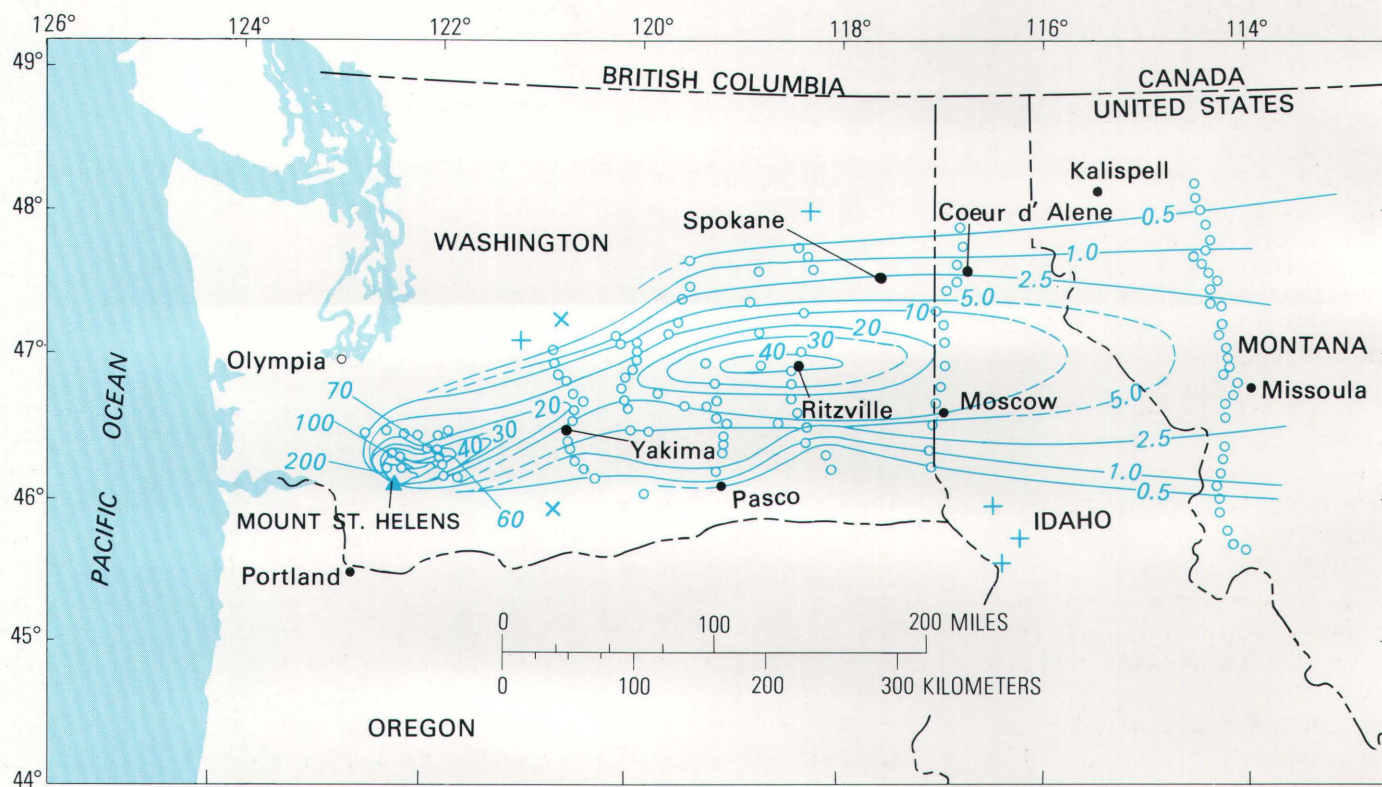 126° 124° 122° 120° 118° 116° 114°
49°
BRITISH COLUMBIA
CANADA
UNITED STATES
Kalispell
48°
0.5
Spokane
Coeur d' Alene
WASHINGTON
1.0
2.5
5.0
10
20
30
40
47°
Olympia
MONTANA
Missoula
70
Ritzville
Moscow
5.0
100
20
30
40
Yakima
2.5
200
1.0
0.5
46°
Pasco
MOUNT ST. HELENS
60
IDAHO
PACIFIC OCEAN
Portland
0 100 200 MILES
45°
0 100 200 300 KILOMETERS
OREGON
44°